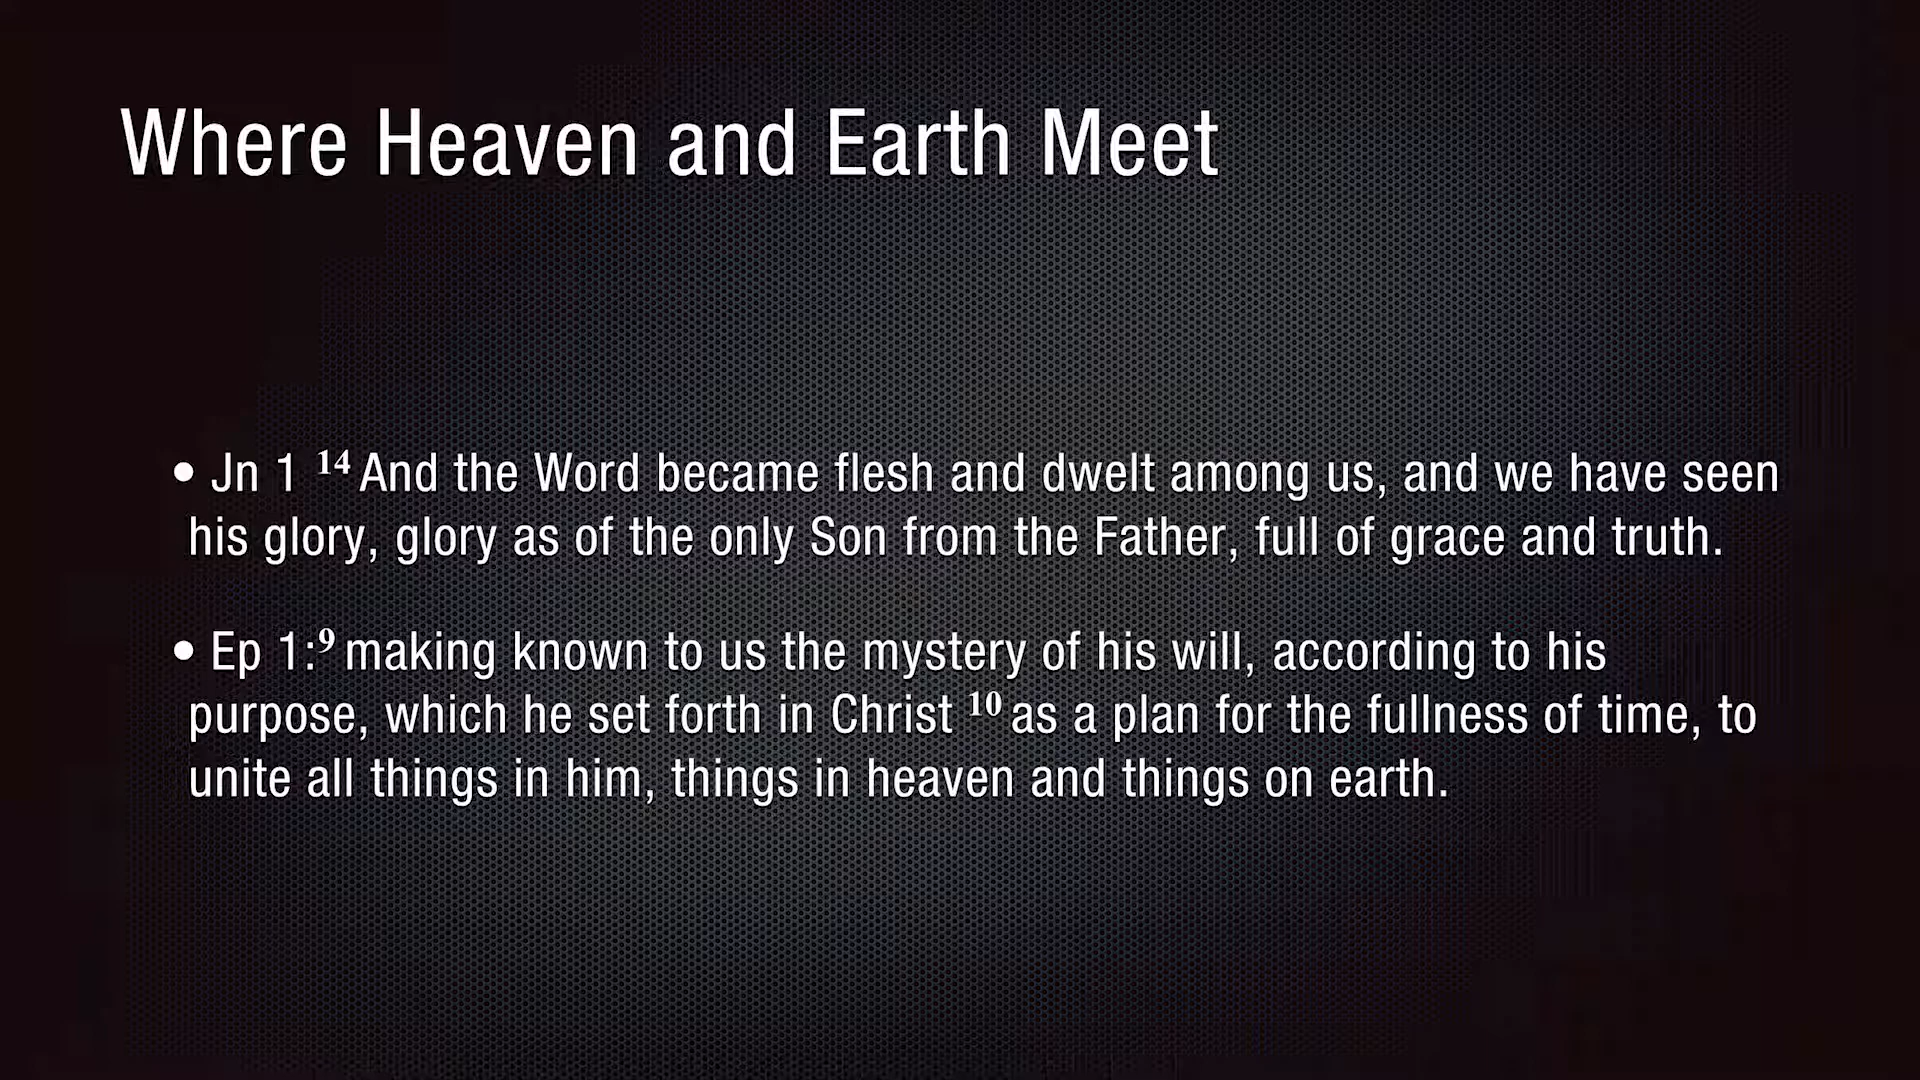 Where Heaven and Earth Meet
• Jn 1 14 And the Word became flesh and dwelt among us, and we have seen
his glory, glory as of the only Son from the Father, full of grace and truth.
• Ep 1:9 making known to us the mystery of his will, according to his
purpose, which he set forth in Christ 10 as a plan for the fullness of time, to
unite all things in him, things in heaven and things on earth.